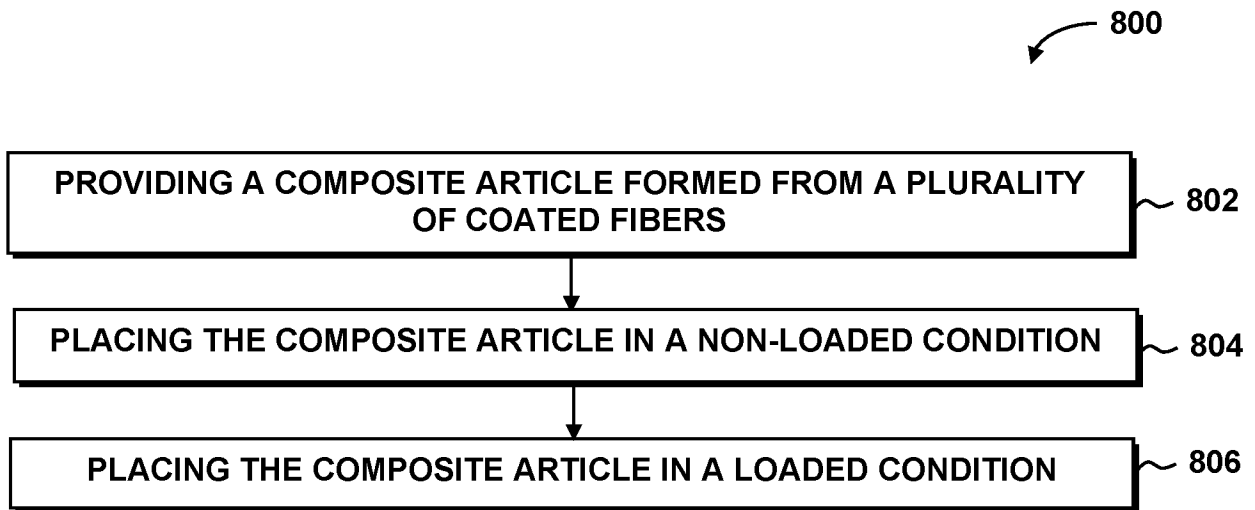 800
PROVIDING A COMPOSITE ARTICLE FORMED FROM A PLURALITY
OF COATED FIBERS
802
PLACING THE COMPOSITE ARTICLE IN A NON-LOADED CONDITION
804
PLACING THE COMPOSITE ARTICLE IN A LOADED CONDITION
806